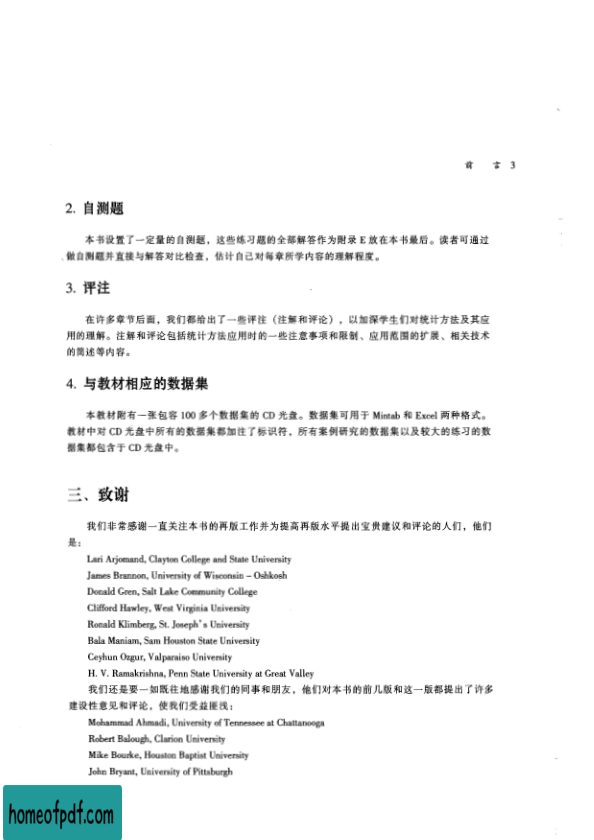 前 言 3
2. 自测题
本书设置了一定量的自测题，这些练习题的全部解答作为附录 E 放在本书最后。读者可通过
做自测题并直接与解答对比检查，估计自己对每章所学内容的理解程度。
3. 评注
在许多章节后面，我们都给出了一些评注（注解和评论），以加深学生们对统计方法及其应
用的理解。注解和评论包括统计方法应用时的一些注意事项和限制、应用范围的扩展、相关技术
的简述等内容。
4. 与教材相应的数据集
本教材附有一张包容 100 多个数据集的 CD 光盘。数据集可用于 Mintab 和 Excel 两种格式。
教材中对 CD 光盘中所有的数据集都加注了标识符，所有案例研究的数据集以及较大的练习的数
据集都包含于 CD 光盘中。
三、致谢
我们非常感谢一直关注本书的再版工作并为提高再版水平提出宝贵建议和评论的人们，他们
是：
Lari Arjomand, Clayton College and State University
James Brannon, University of Wisconsin – Oshkosh
Donald Gren, Salt Lake Community College
Clifford Hawley, West Virginia University
Ronald Klimberg, St. Joseph's University
Bala Maniam, Sam Houston State University
Ceyhun Ozgur, Valparaiso University
H. V. Ramakrishna, Penn State University at Great Valley
我们还是要一如既往地感谢我们的同事和朋友，他们对本书的前几版和这一版都提出了许多
建设性意见和评论，使我们受益匪浅：
Mohammad Ahmadi, University of Tennessee at Chattanooga
Robert Balough, Clarion University
Mike Bourke, Houston Baptist University
John Bryant, University of Pittsburgh
homeofpdf.com